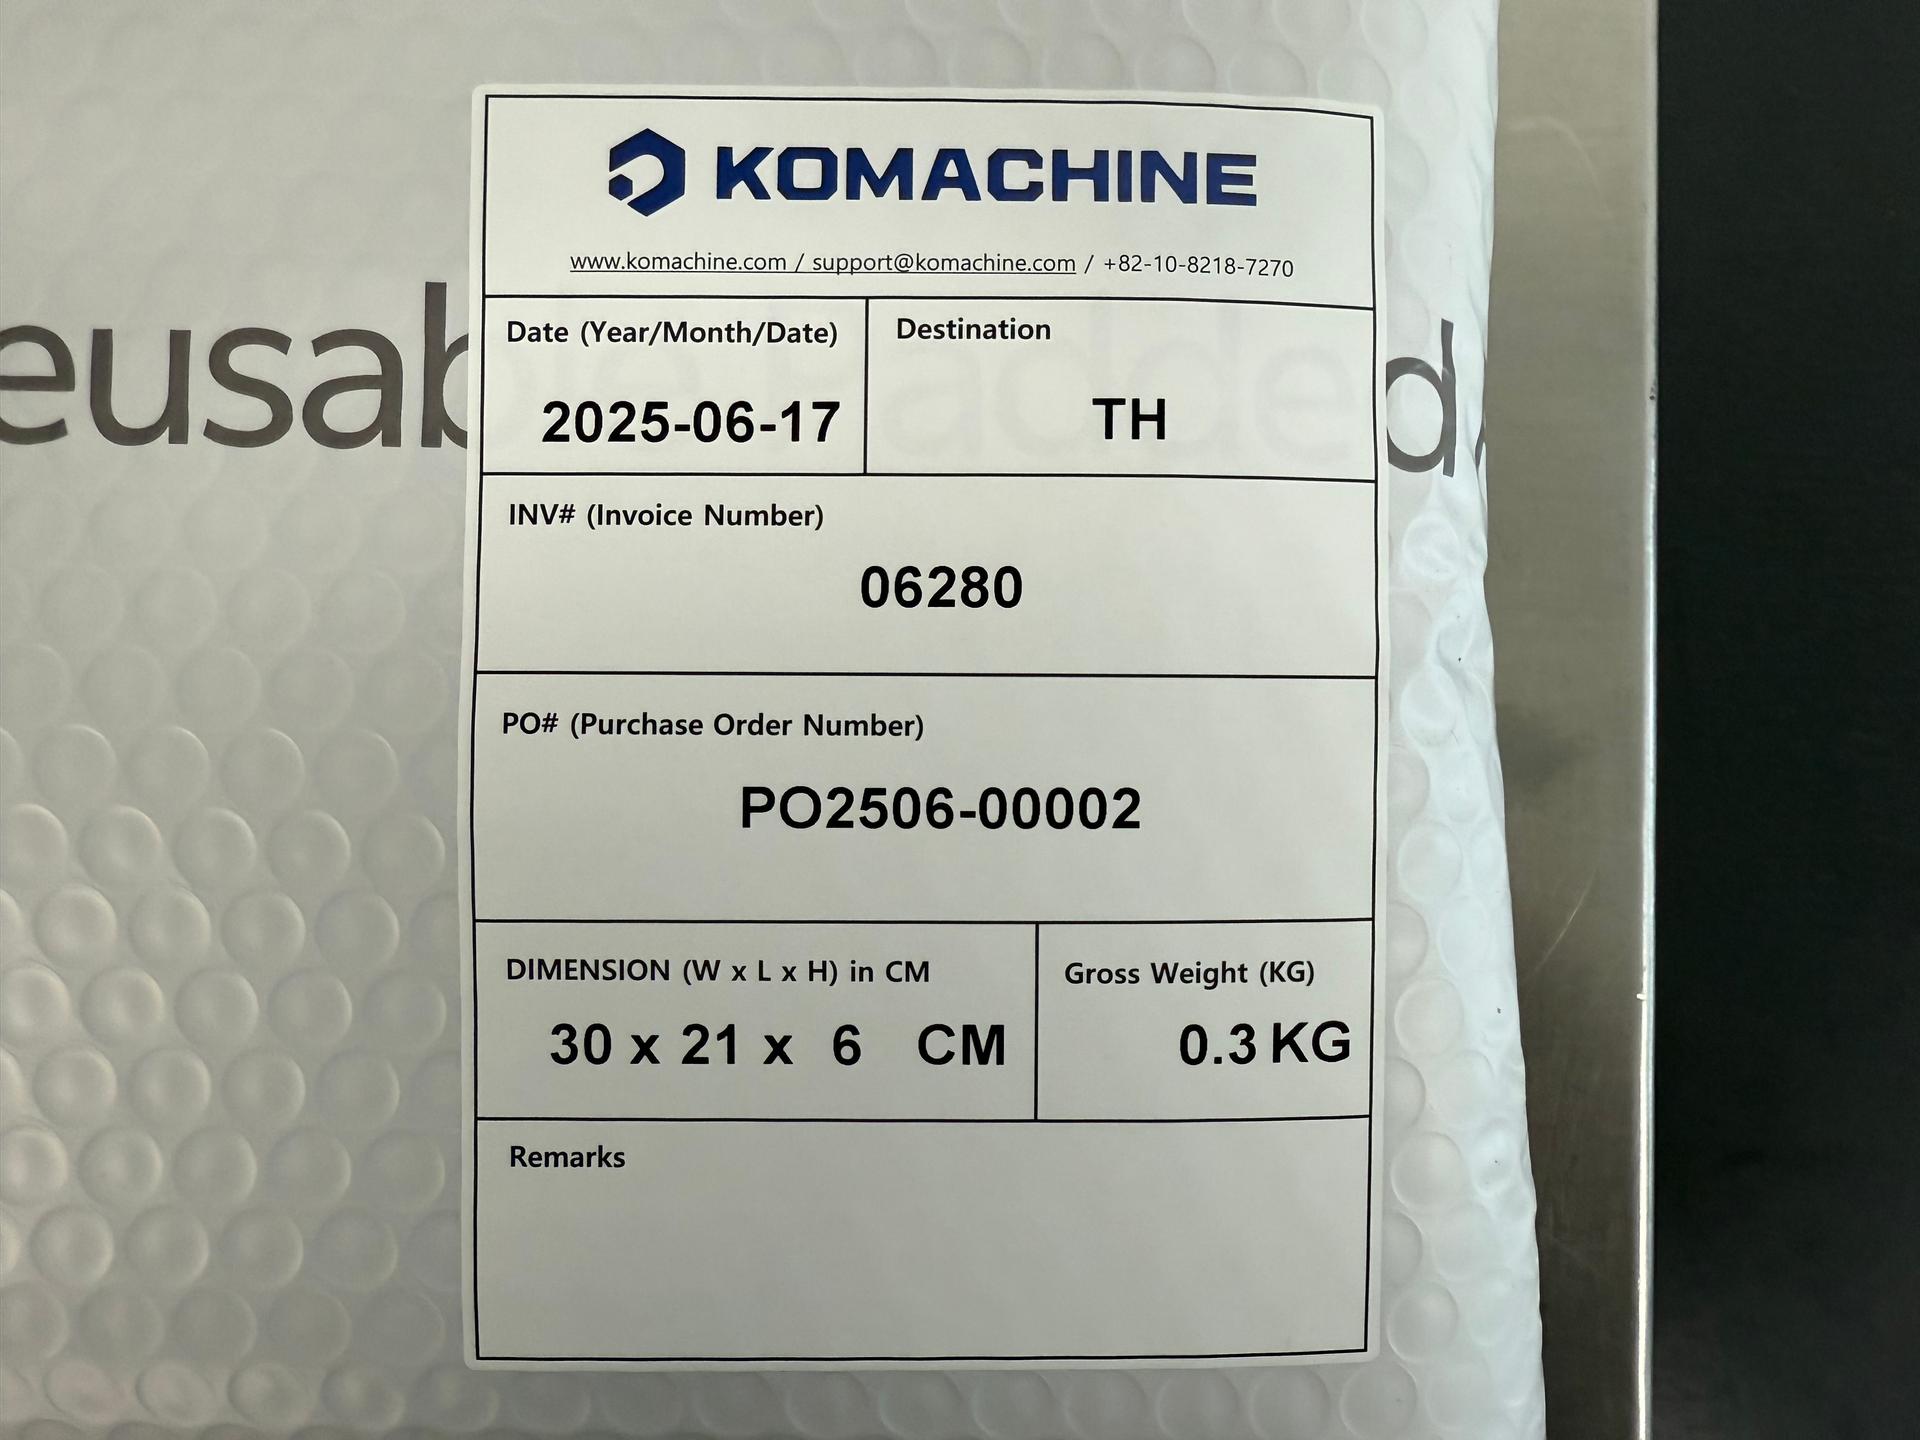 KOMACHINE
www.komachine.com / support@komachine.com / +82-10-8218-7270
Date (Year/Month/Date)
2025-06-17
Destination
TH
INV# (Invoice Number)
06280
PO# (Purchase Order Number)
PO2506-00002
DIMENSION (W x L x H) in CM
30 x 21 x 6 CM
Gross Weight (KG)
0.3 KG
Remarks
eusable Padded